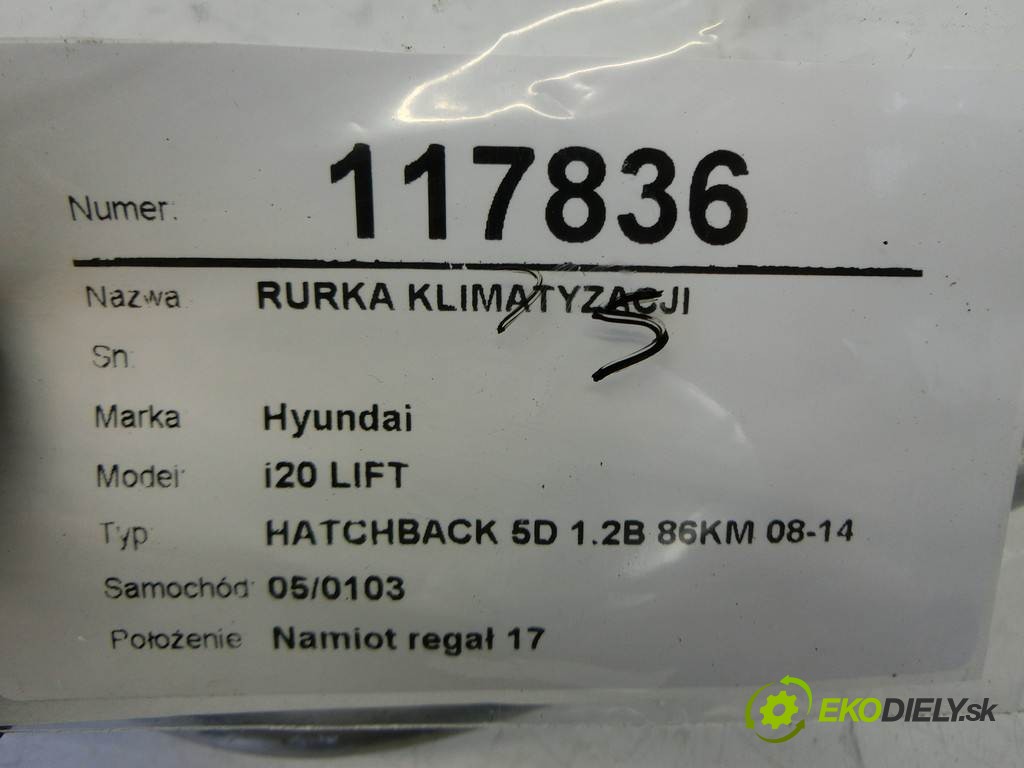 Numer: 117836
Nazwa RURKA KLIMATYZACJI
Sn:
Marka Hyundai
Model i20 LIFT
Typ HATCHBACK 5D 1.2B 86KM 08-14
Samochód: 05/0103
Położenie Namiot regał 17
EKODIELY.sk